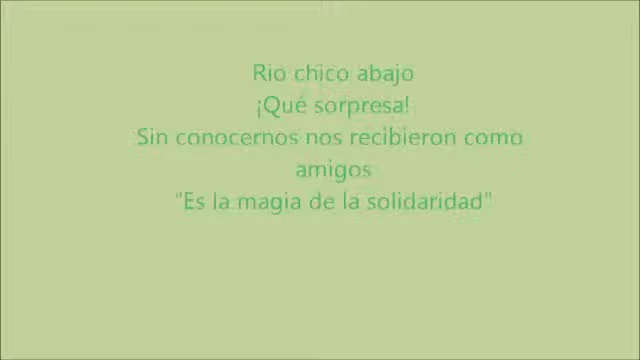 Rio chico abajo
¡Qué sorpresa!
Sin conocernos nos recibieron como
amigos
"Es la magia de la solidaridad"